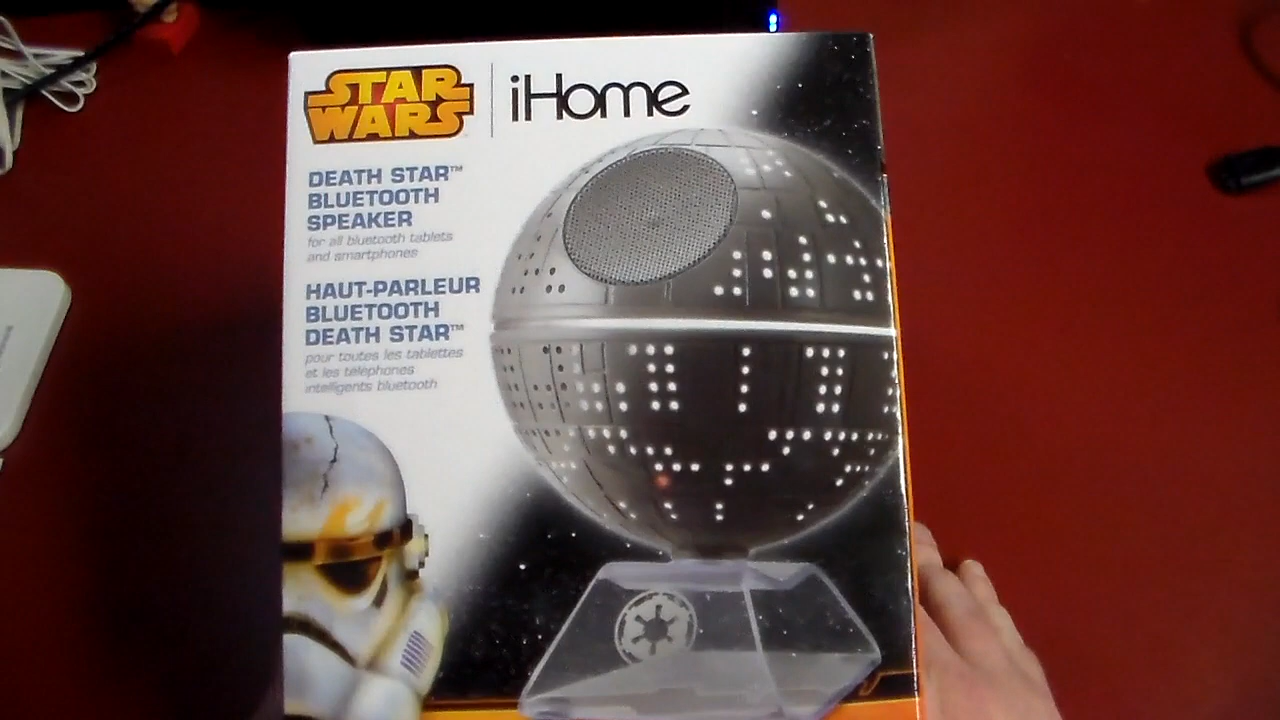 STAR
WARS
iHome
DEATH STAR™
BLUETOOTH
SPEAKER
for all bluetooth tablets
and smartphones
HAUT-PARLEUR
BLUETOOTH
DEATH STAR™
pour toutes les tablettes
et les téléphones
intelligents bluetooth